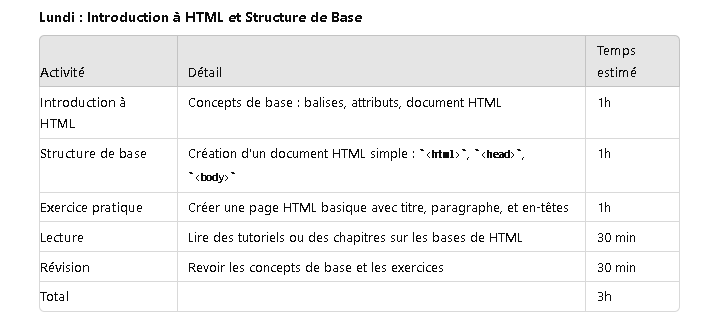 Lundi : Introduction à HTML et Structure de Base
Activité Détail Temps estimé
Introduction à HTML Concepts de base : balises, attributs, document HTML 1h
Structure de base Création d'un document HTML simple : `<html>`, `<head>`, `<body>` 1h
Exercice pratique Créer une page HTML basique avec titre, paragraphe, et en-têtes 1h
Lecture Lire des tutoriels ou des chapitres sur les bases de HTML 30 min
Révision Revoir les concepts de base et les exercices 30 min
Total 3h